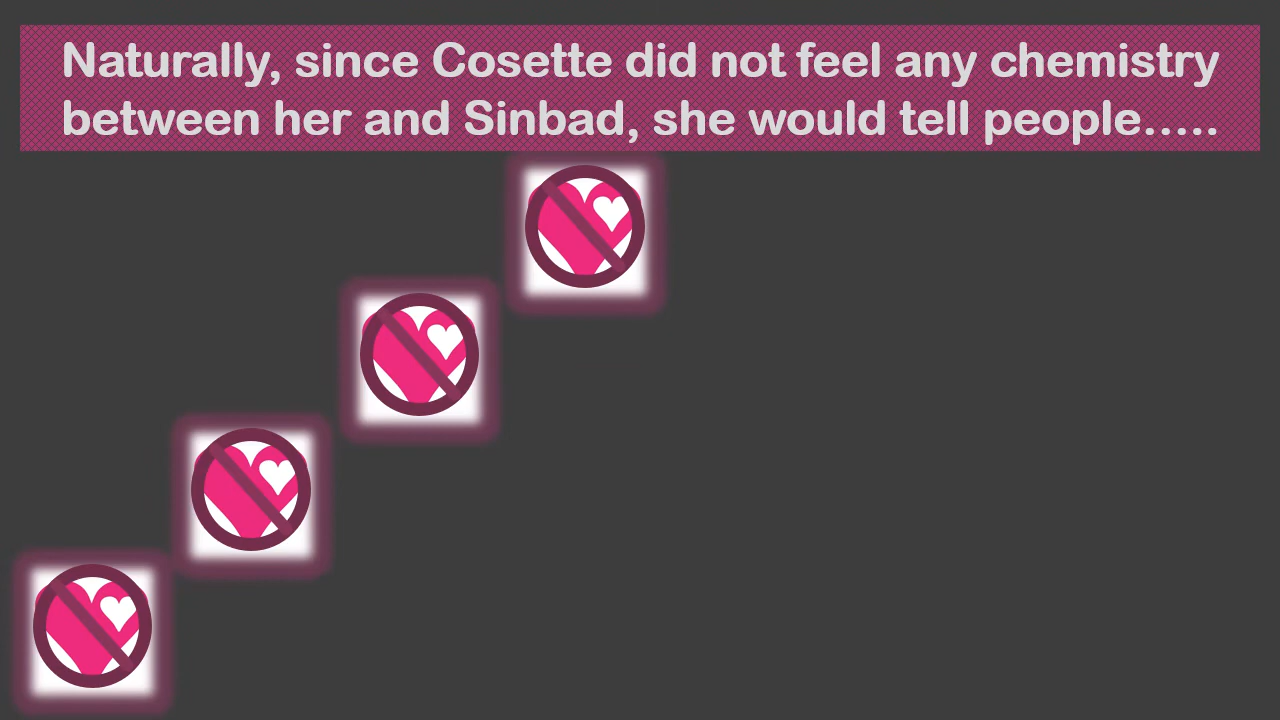 Naturally, since Cosette did not feel any chemistry
between her and Sinbad, she would tell people.....